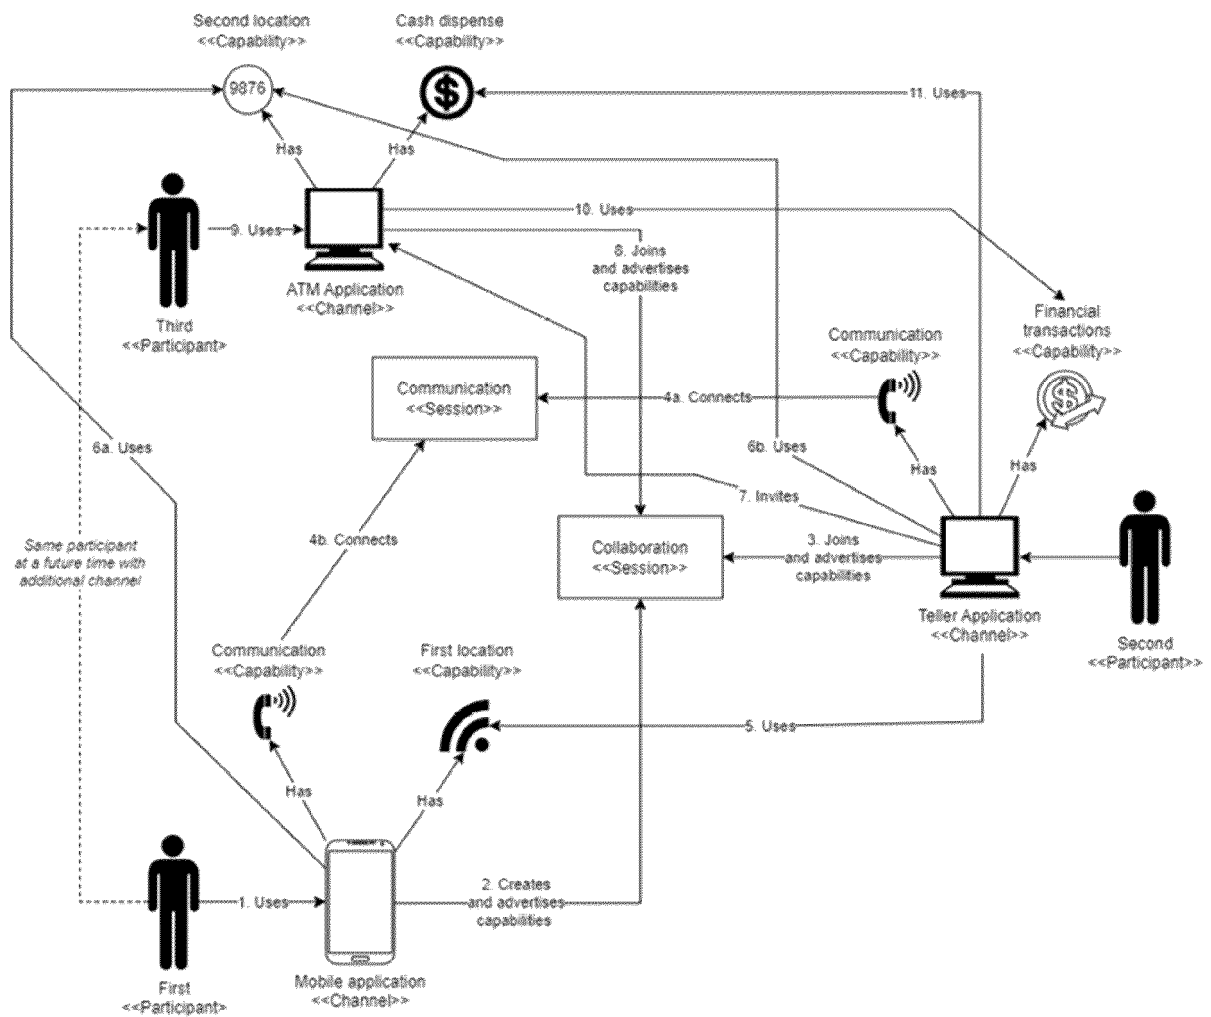 Second location
<<Capability>>
Cash dispense
<<Capability>>
9876
11. Uses
Has
Has
9. Uses
10. Uses
8. Joins
and advertises
capabilities
ATM Application
<<Channel>>
Third
<<Participant>
Financial
transactions
<<Capability>>
Communication
<<Capability>>
Communication
<<Session>>
4a. Connects
6a. Uses
6b. Uses
Has
Has
7. Invites
Same participant
at a future time with
additional channel
4b. Connects
Collaboration
<<Session>>
3. Joins
and advertises
capabilities
Teller Application
<<Channel>>
Second
<<Participant>>
Communication
<<Capability>>
First location
<<Capability>>
5. Uses
Has
Has
1. Uses
2. Creates
and advertises
capabilities
Mobile application
<<Channel>>
First
<<Participant>